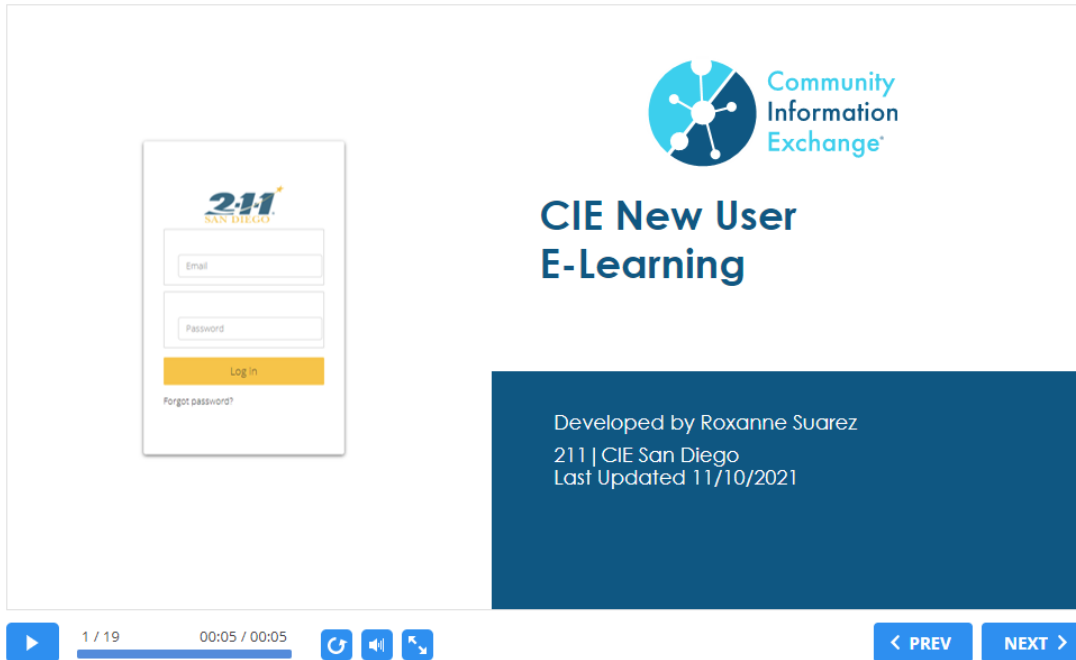 2-1-1
SAN DIEGO
Email
Password
Log In
Forgot password?
Community
Information
Exchange®
CIE New User
E-Learning
Developed by Roxanne Suarez
211|CIE San Diego
Last Updated 11/10/2021
1 / 19
00:05 / 00:05
PREV
NEXT